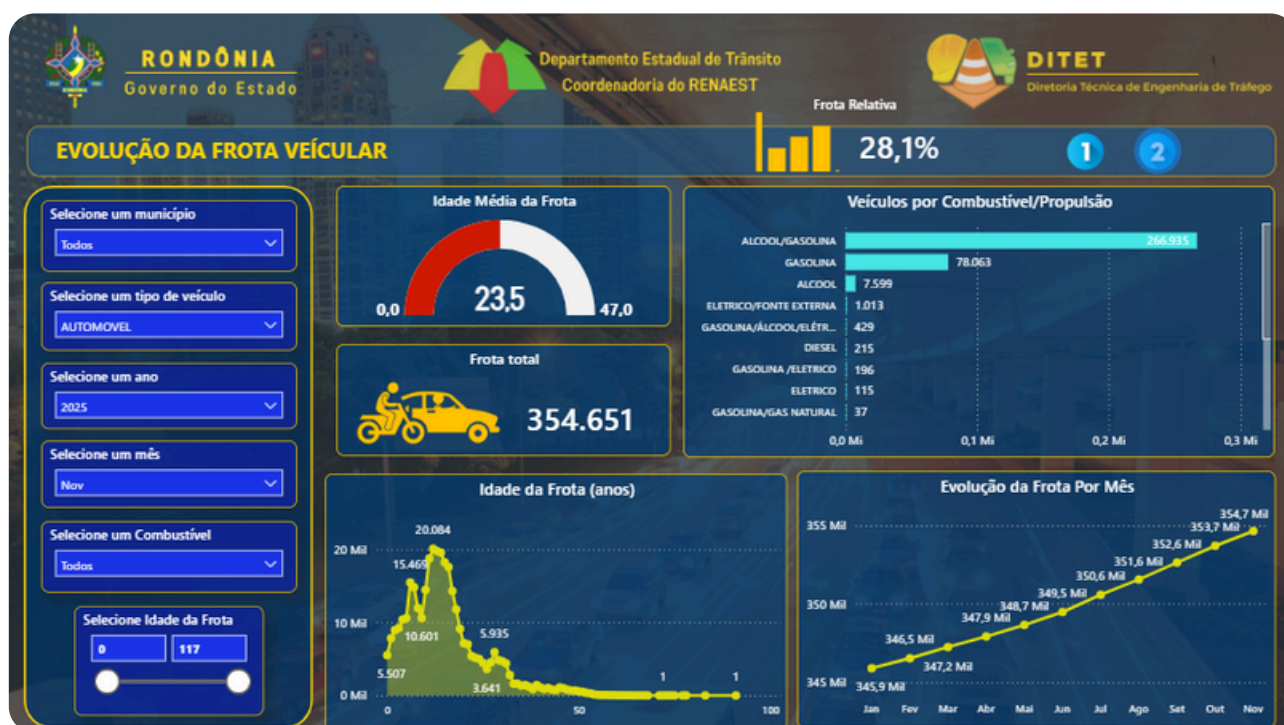 RONDÔNIA
Governo do Estado
Departamento Estadual de Trânsito
Coordenadoria do RENAEST
DITET
Diretoria Técnica de Engenharia de Tráfego
EVOLUÇÃO DA FROTA VEÍCULAR
Frota Relativa
28,1%
1
2
Selecione um município
Todos
Selecione um tipo de veículo
AUTOMOVEL
Selecione um ano
2025
Selecione um mês
Nov
Selecione um Combustível
Todos
Selecione Idade da Frota
0
117
Idade Média da Frota
0,0
23,5
47,0
Frota total
354.651
Veículos por Combustível/Propulsão
ALCOOL/GASOLINA 266.935
GASOLINA 78.063
ALCOOL 7.599
ELETRICO/FONTE EXTERNA 1.013
GASOLINA/ÁLCOOL/ELÉTR... 429
DIESEL 215
GASOLINA /ELETRICO 196
ELETRICO 115
GASOLINA/GAS NATURAL 37
0,0 Mi 0,1 Mi 0,2 Mi 0,3 Mi
Idade da Frota (anos)
20 Mil
10 Mil
0 Mil
5.507
15.469
10.601
20.084
3.641
5.935
1
1
0 50 100
Evolução da Frota Por Mês
355 Mil
350 Mil
345 Mil
345,9 Mil
346,5 Mil
347,2 Mil
347,9 Mil
348,7 Mil
349,5 Mil
350,6 Mil
351,6 Mil
352,6 Mil
353,7 Mil
354,7 Mil
Jan Fev Mar Abr Mai Jun Jul Ago Set Out Nov